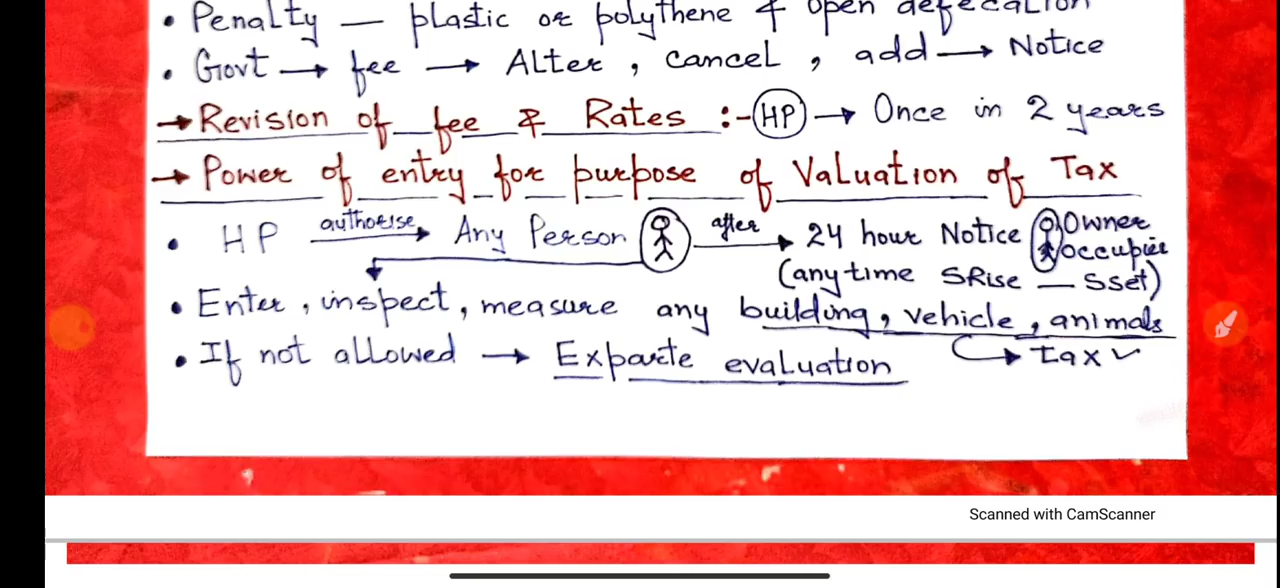 • Penalty — plastic or polythene & open defecation
• Govt → fee → Alter, cancel, add → Notice
→ Revision of fee & Rates :- HP → Once in 2 years
→ Power of entry for purpose of Valuation of Tax
• HP authorise → Any Person after → 24 hour Notice Owner
occupier
(any time SRise — Sset)
• Enter, inspect, measure any building, vehicle, animals
• If not allowed → Exparte evaluation → tax ✓
Scanned with CamScanner